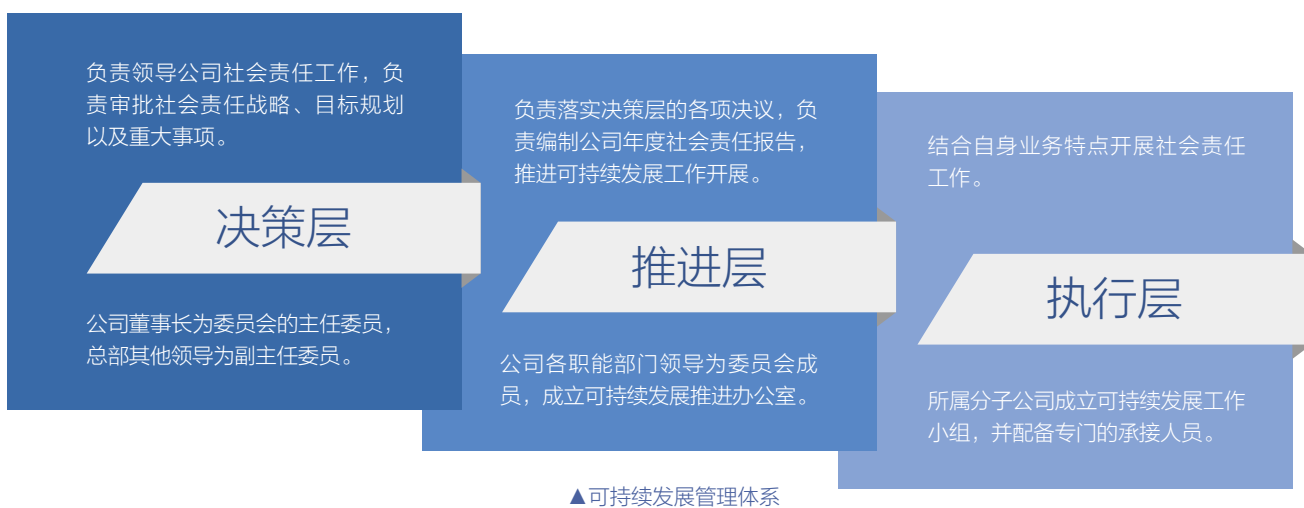 负责领导公司社会责任工作，负
责审批社会责任战略、目标规划
以及重大事项。
决策层
公司董事长为委员会的主任委员，
总部其他领导为副主任委员。
负责落实决策层的各项决议，负
责编制公司年度社会责任报告，
推进可持续发展工作开展。
推进层
公司各职能部门领导为委员会成
员，成立可持续发展推进办公室。
结合自身业务特点开展社会责任
工作。
执行层
所属分子公司成立可持续发展工作
小组，并配备专门的承接人员。
▲可持续发展管理体系